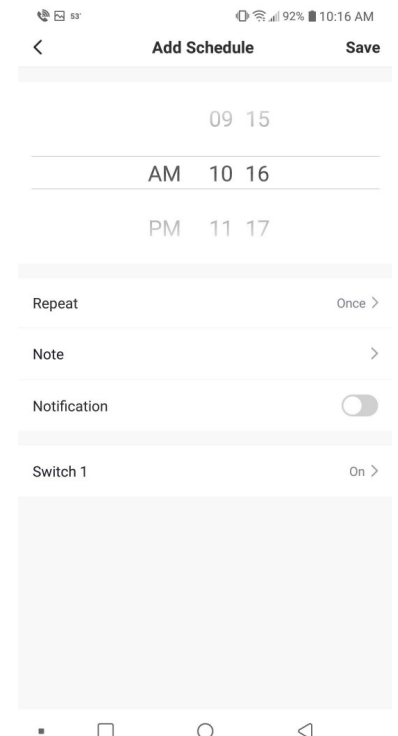 53° 92% 10:16 AM
Add Schedule Save
09 15
AM 10 16
PM 11 17
Repeat Once
Note
Notification
Switch 1 On